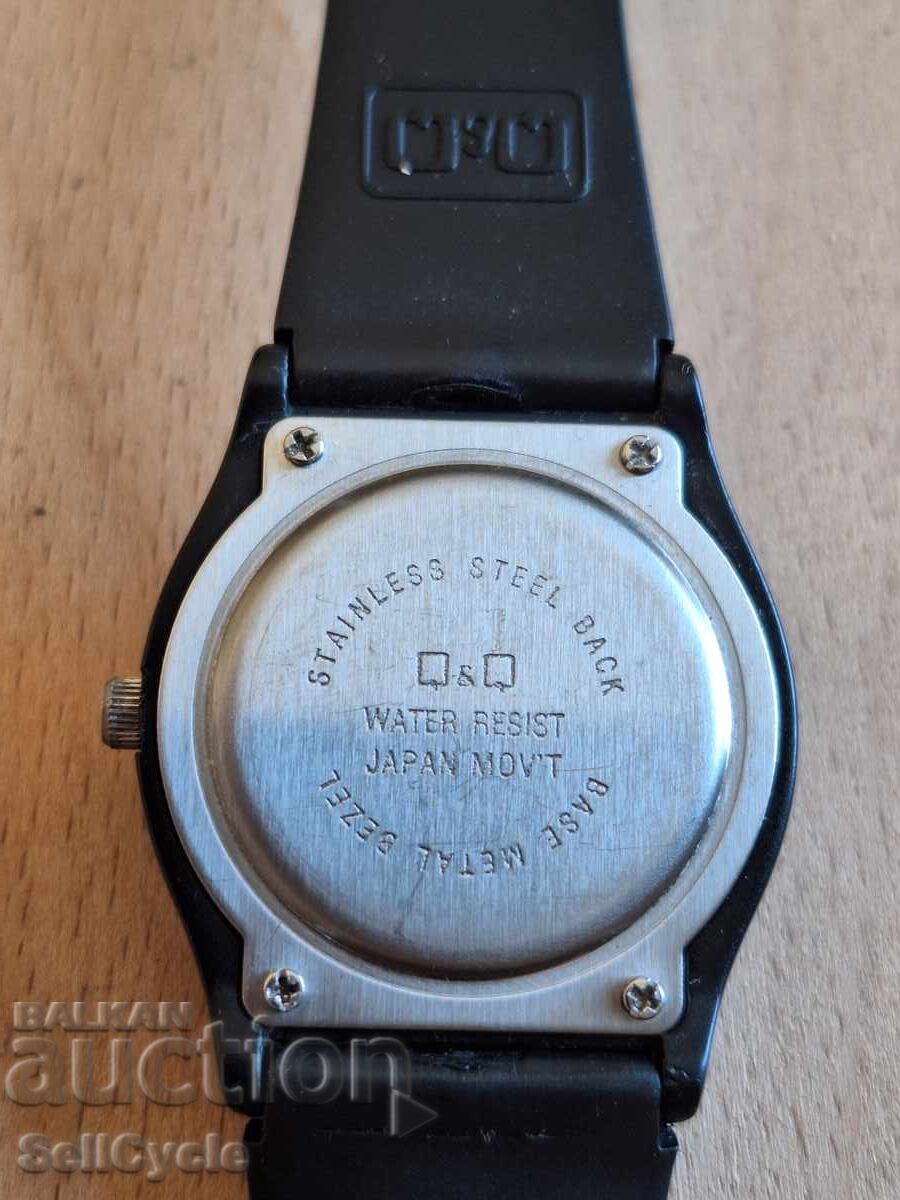 Q&Q
STAINLESS STEEL BACK
Q&Q
WATER RESIST
JAPAN MOV'T
BASE METAL BEZEL
BALKAN
auction
SellCycle